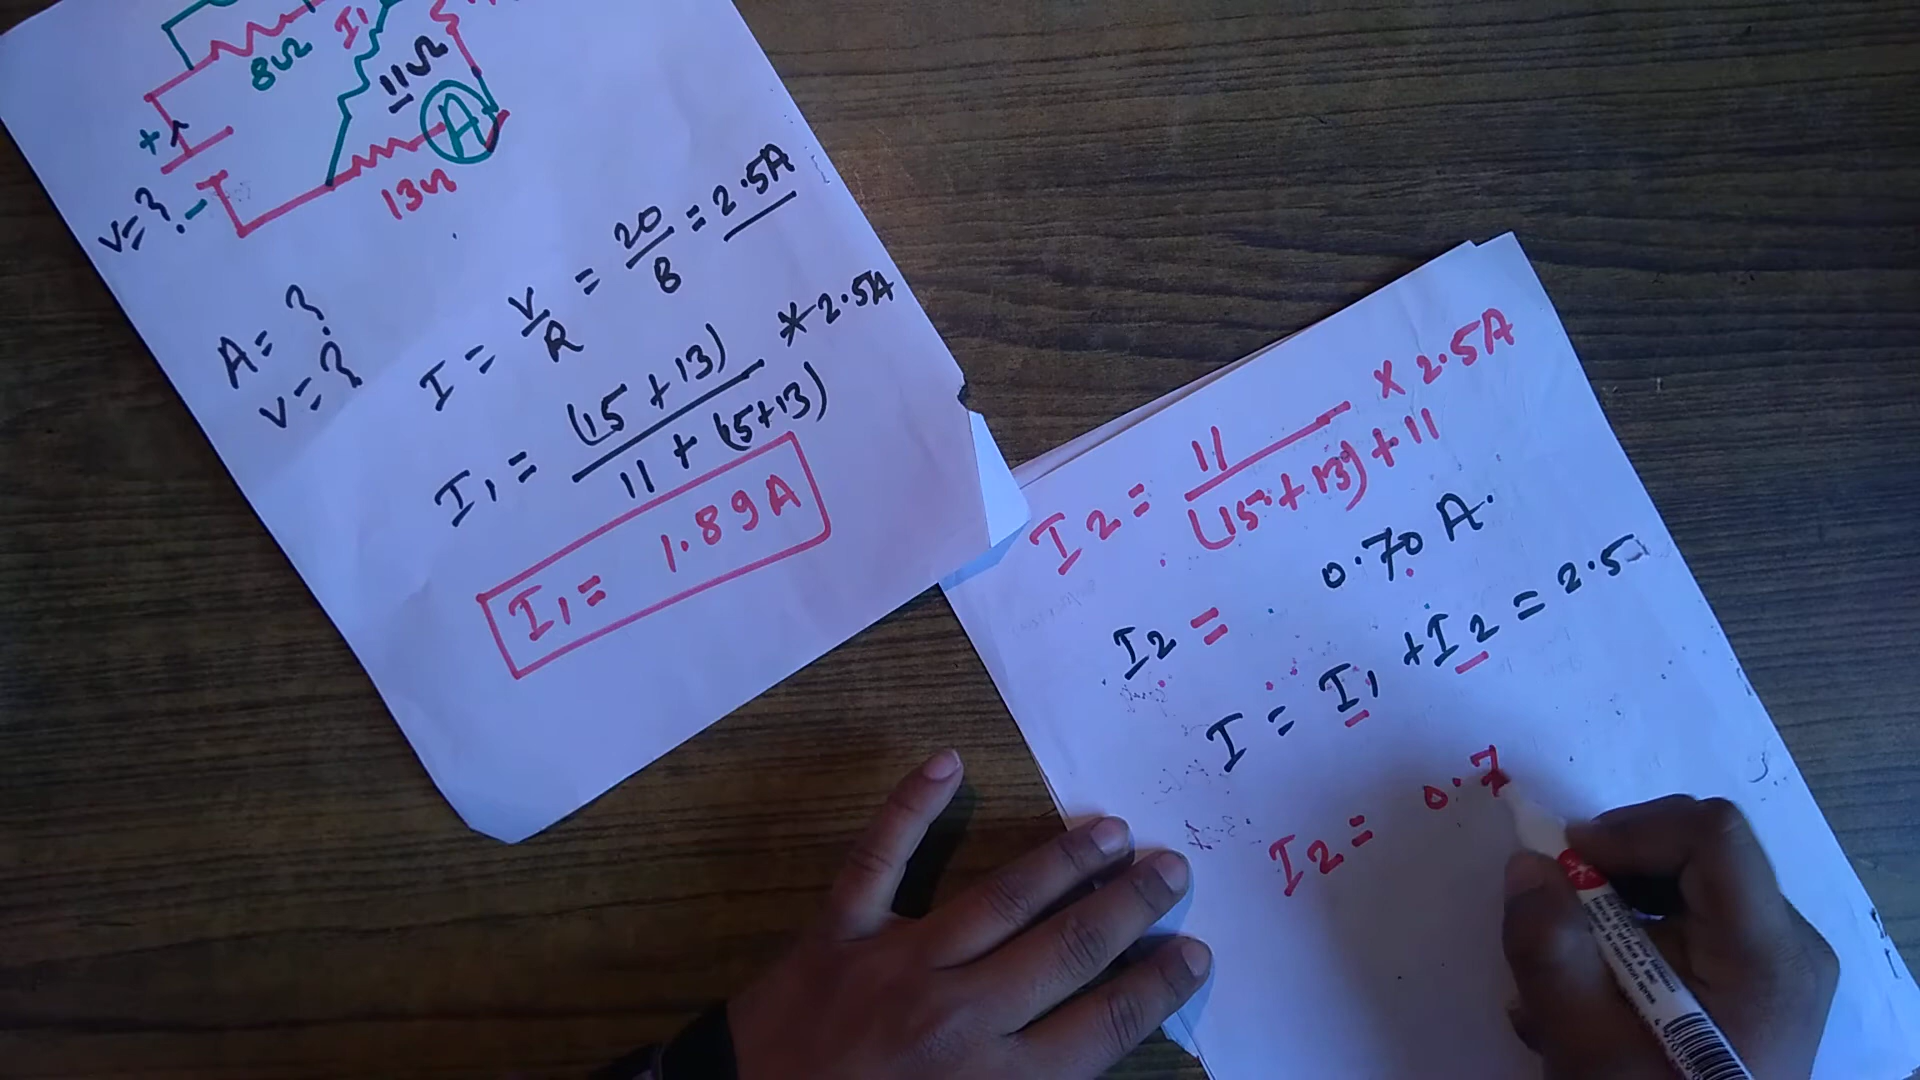 I1
8Ω
11Ω
+
A
-
13Ω
V=?
A=?
V=?
I = V/R = 20/8 = 2.5A
I1 = (15+13) / 11 + (15+13) * 2.5A
I1 = 1.89A
I2 = 11 / (15+13)+11 × 2.5A
I2 = 0.70 A.
I = I1 + I2 = 2.5
I2 = 0.7